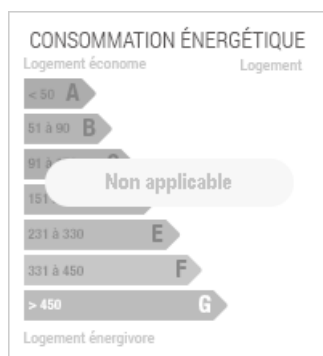 CONSOMMATION ÉNERGÉTIQUE
Logement économe Logement
< 50 A
51 à 90 B
91 à
Non applicable
151
231 à 330 E
331 à 450 F
> 450 G
Logement énergivore